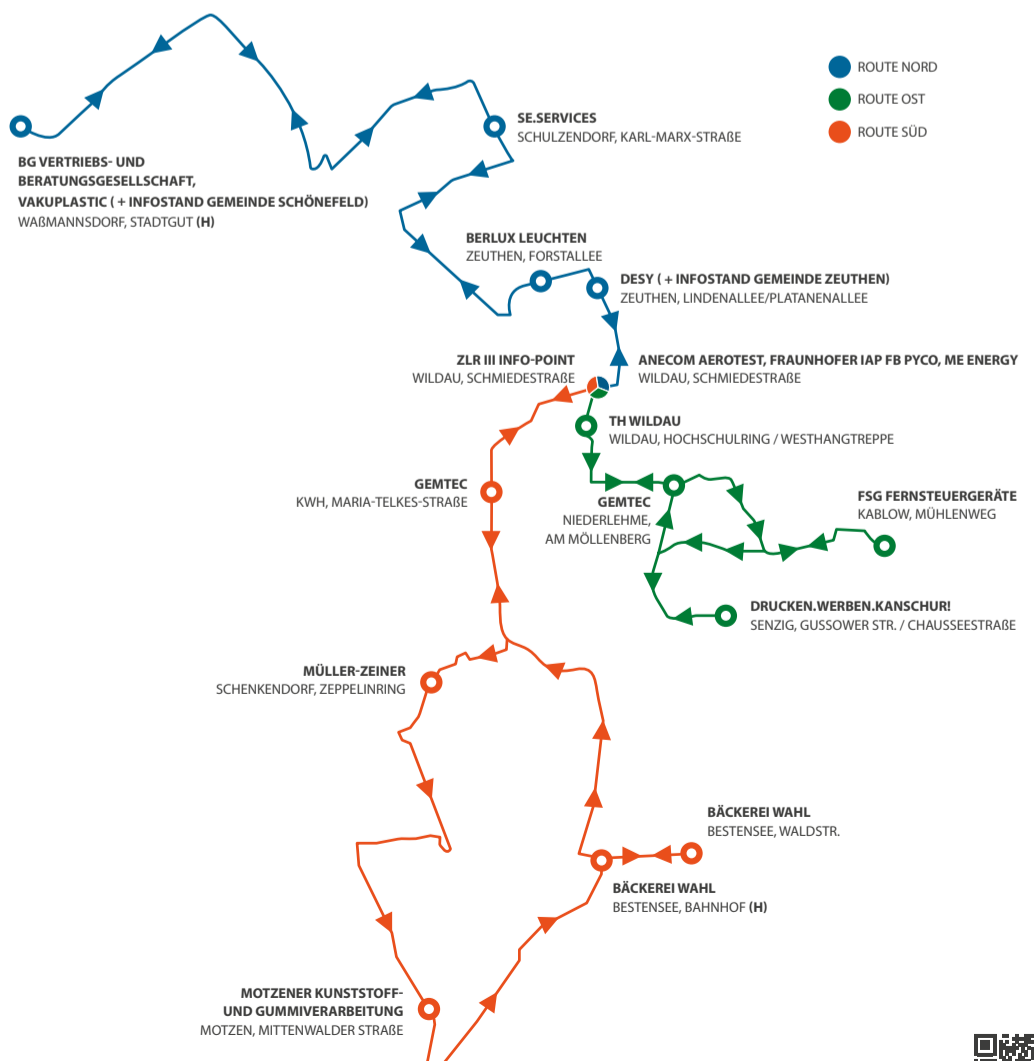 ROUTE NORD
ROUTE OST
ROUTE SÜD
SE.SERVICES
SCHULZENDORF, KARL-MARX-STRAßE
BG VERTRIEBS- UND
BERATUNGSGESELLSCHAFT,
VAKUPLASTIC ( + INFOSTAND GEMEINDE SCHÖNEFELD)
WAßMANNSDORF, STADTGUT (H)
BERLUX LEUCHTEN
ZEUTHEN, FORSTALLEE
DESY ( + INFOSTAND GEMEINDE ZEUTHEN)
ZEUTHEN, LINDENALLEE/PLATANENALLEE
ZLR III INFO-POINT
WILDAU, SCHMIEDESTRAßE
ANECOM AEROTEST, FRAUNHOFER IAP FB PYCO, ME ENERGY
WILDAU, SCHMIEDESTRAßE
TH WILDAU
WILDAU, HOCHSCHULRING / WESTHANGTREPPE
GEMTEC
KWH, MARIA-TELKES-STRAßE
GEMTEC
NIEDERLEHME,
AM MÖLLENBERG
FSG FERNSTEUERGERÄTE
KABLOW, MÜHLENWEG
DRUCKEN.WERBEN.KANSCHUR!
SENZIG, GUSSOWER STR. / CHAUSSEESTRAßE
MÜLLER-ZEINER
SCHENKENDORF, ZEPPELINRING
BÄCKEREI WAHL
BESTENSEE, WALDSTR.
BÄCKEREI WAHL
BESTENSEE, BAHNHOF (H)
MOTZENER KUNSTSTOFF-
UND GUMMIVERARBEITUNG
MOTZEN, MITTENWALDER STRAßE